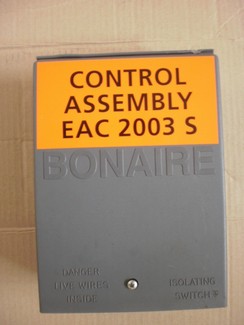 CONTROL
ASSEMBLY
EAC 2003 S
BONAIRE
DANGER
LIVE WIRES
INSIDE
ISOLATING
SWITCH